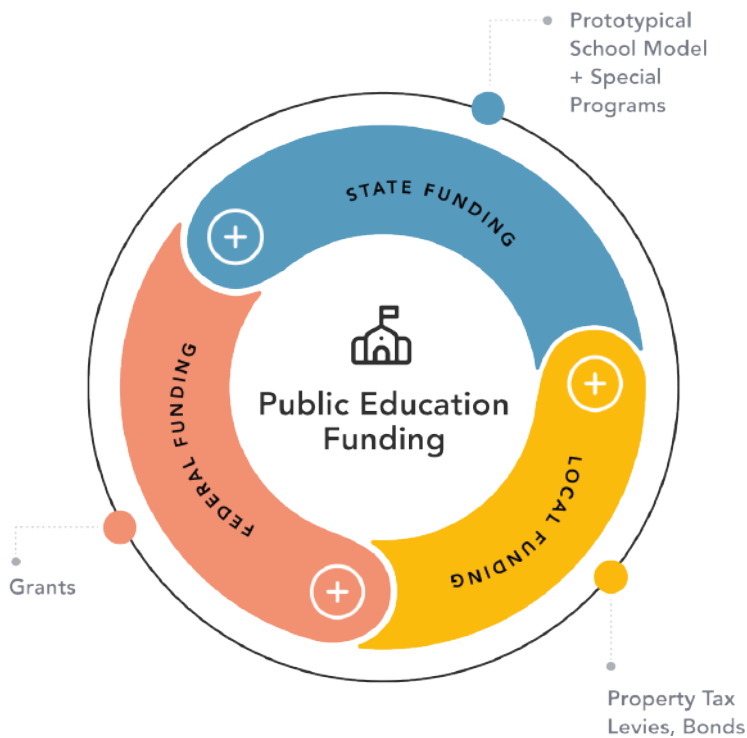 Prototypical
School Model
+ Special
Programs
STATE FUNDING
FEDERAL FUNDING
Public Education
Funding
LOCAL FUNDING
Grants
Property Tax
Levies, Bonds